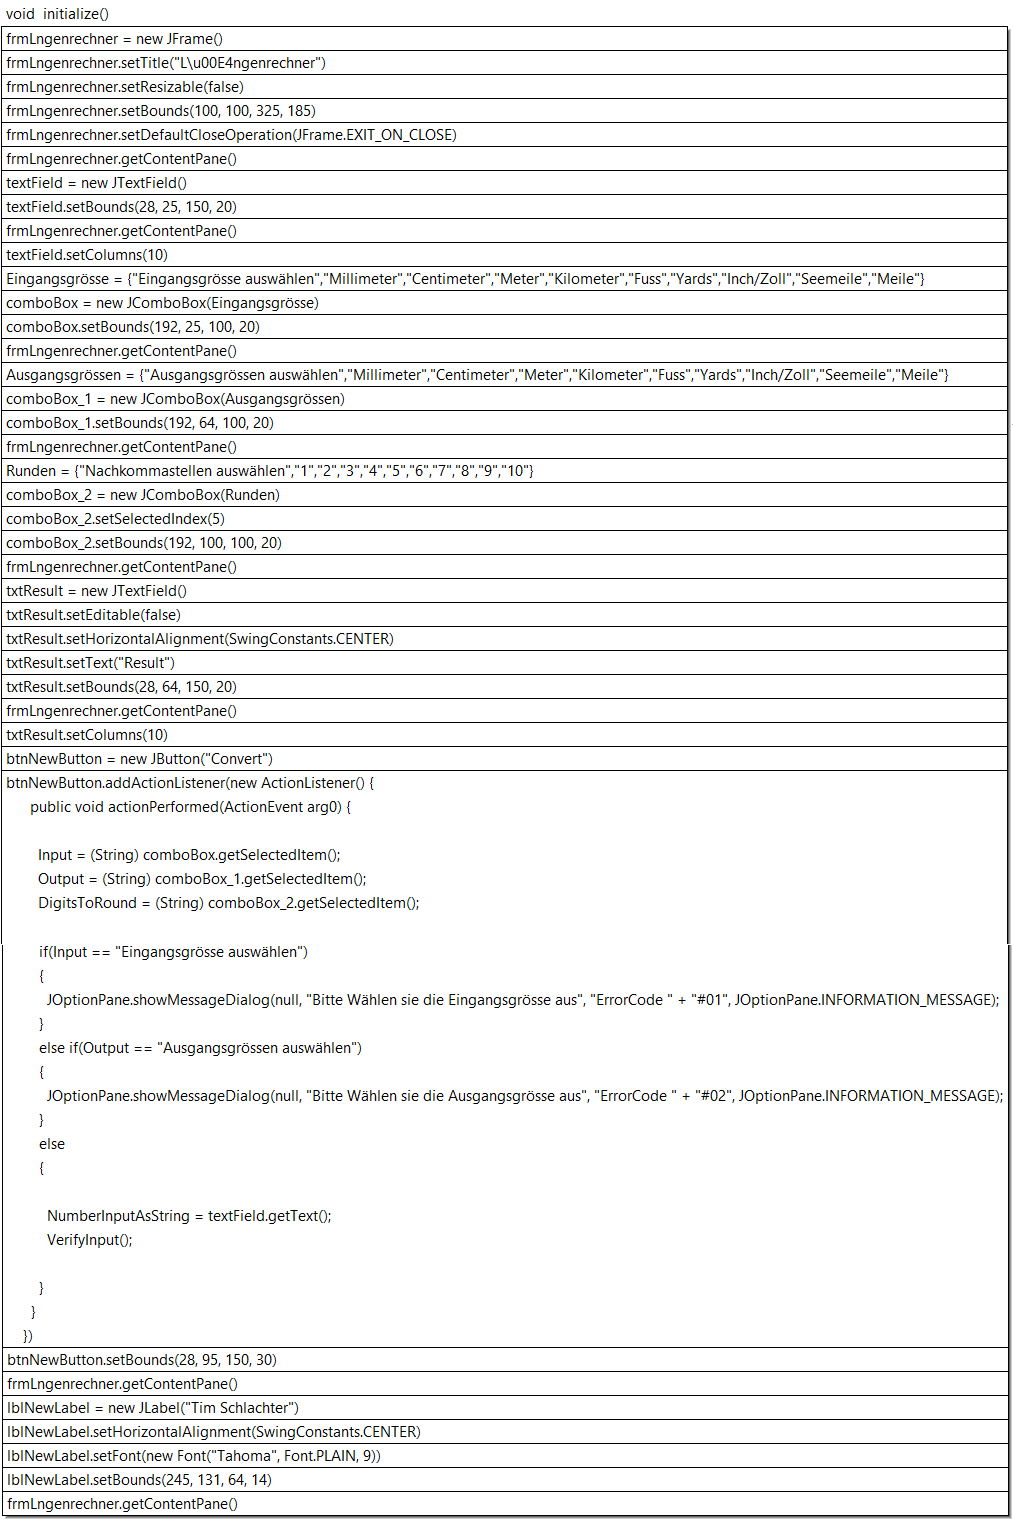 void  initialize()
frmLngenrechner = new JFrame()
frmLngenrechner.setTitle("L\u00E4ngenrechner")
frmLngenrechner.setResizable(false)
frmLngenrechner.setBounds(100, 100, 325, 185)
frmLngenrechner.setDefaultCloseOperation(JFrame.EXIT_ON_CLOSE)
frmLngenrechner.getContentPane()
textField = new JTextField()
textField.setBounds(28, 25, 150, 20)
frmLngenrechner.getContentPane()
textField.setColumns(10)
Eingangsgrösse = {"Eingangsgrösse auswählen","Millimeter","Centimeter","Meter","Kilometer","Fuss","Yards","Inch/Zoll","Seemeile","Meile"}
comboBox = new JComboBox(Eingangsgrösse)
comboBox.setBounds(192, 25, 100, 20)
frmLngenrechner.getContentPane()
Ausgangsgrössen = {"Ausgangsgrössen auswählen","Millimeter","Centimeter","Meter","Kilometer","Fuss","Yards","Inch/Zoll","Seemeile","Meile"}
comboBox_1 = new JComboBox(Ausgangsgrössen)
comboBox_1.setBounds(192, 64, 100, 20)
frmLngenrechner.getContentPane()
Runden = {"Nachkommastellen auswählen","1","2","3","4","5","6","7","8","9","10"}
comboBox_2 = new JComboBox(Runden)
comboBox_2.setSelectedIndex(5)
comboBox_2.setBounds(192, 100, 100, 20)
frmLngenrechner.getContentPane()
txtResult = new JTextField()
txtResult.setEditable(false)
txtResult.setHorizontalAlignment(SwingConstants.CENTER)
txtResult.setText("Result")
txtResult.setBounds(28, 64, 150, 20)
frmLngenrechner.getContentPane()
txtResult.setColumns(10)
btnNewButton = new JButton("Convert")
btnNewButton.addActionListener(new ActionListener() {
public void actionPerformed(ActionEvent arg0) {
Input = (String) comboBox.getSelectedItem();
Output = (String) comboBox_1.getSelectedItem();
DigitsToRound = (String) comboBox_2.getSelectedItem();
if(Input == "Eingangsgrösse auswählen")
{
JOptionPane.showMessageDialog(null, "Bitte Wählen sie die Eingangsgrösse aus", "ErrorCode " + "#01", JOptionPane.INFORMATION_MESSAGE);
}
else if(Output == "Ausgangsgrössen auswählen")
{
JOptionPane.showMessageDialog(null, "Bitte Wählen sie die Ausgangsgrösse aus", "ErrorCode " + "#02", JOptionPane.INFORMATION_MESSAGE);
}
else
{
NumberInputAsString = textField.getText();
VerifyInput();
}
}
})
btnNewButton.setBounds(28, 95, 150, 30)
frmLngenrechner.getContentPane()
lblNewLabel = new JLabel("Tim Schlachter")
lblNewLabel.setHorizontalAlignment(SwingConstants.CENTER)
lblNewLabel.setFont(new Font("Tahoma", Font.PLAIN, 9))
lblNewLabel.setBounds(245, 131, 64, 14)
frmLngenrechner.getContentPane()